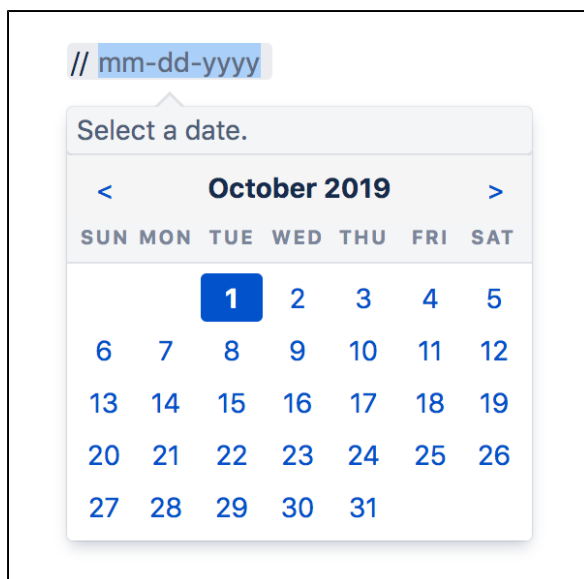 // mm-dd-yyyy
Select a date.
< October 2019 >
SUN MON TUE WED THU FRI SAT
1 2 3 4 5
6 7 8 9 10 11 12
13 14 15 16 17 18 19
20 21 22 23 24 25 26
27 28 29 30 31